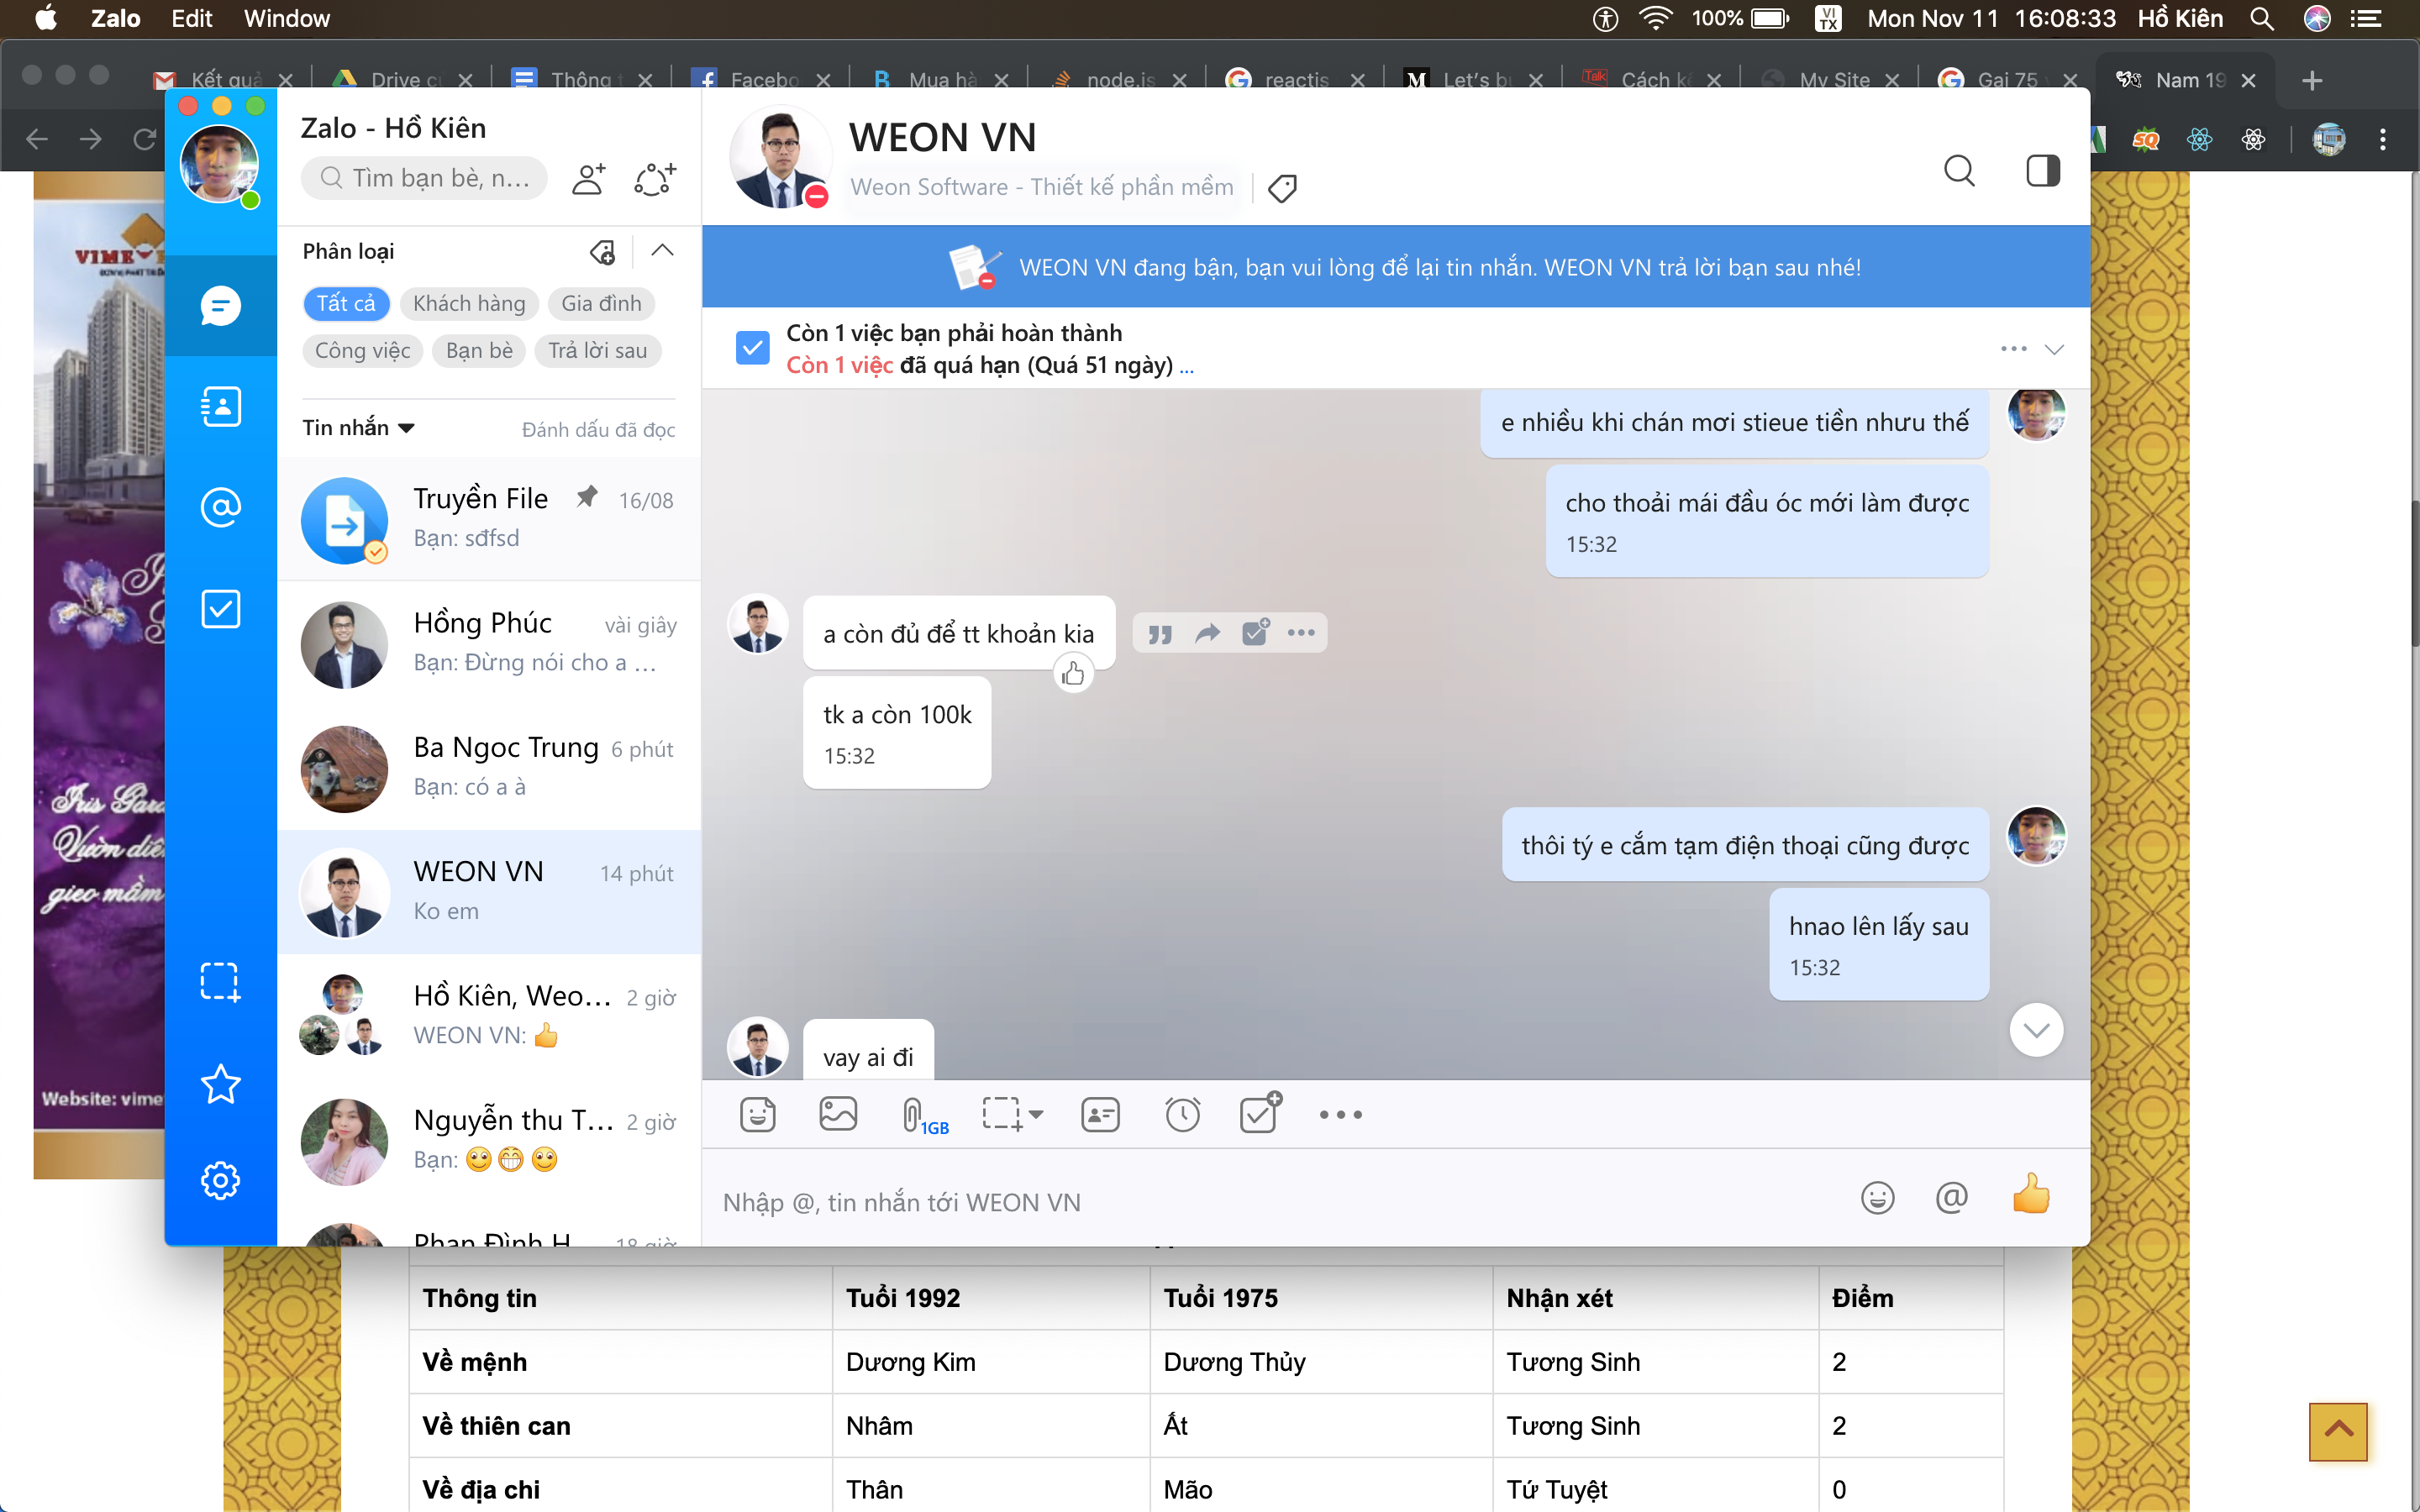 Zalo Edit Window 100% VI TX Mon Nov 11 16:08:33 Hồ Kiên
Kết quả Drive cu Thông t Facebo Mua hà node.js reactjs Let's bu Cách kế My Site Gai 75 Nam 19
Zalo - Hồ Kiên
Tìm bạn bè, n...
Phân loại
Tất cả Khách hàng Gia đình
Công việc Bạn bè Trả lời sau
Tin nhắn Đánh dấu đã đọc
Truyền File 16/08
Bạn: sđfsd
Hồng Phúc vài giây
Bạn: Đừng nói cho a ...
Ba Ngoc Trung 6 phút
Bạn: có a à
WEON VN 14 phút
Ko em
Hồ Kiên, Weo... 2 giờ
WEON VN: 👍
Nguyễn thu T... 2 giờ
Bạn:
Phan Đình H 18 giờ
WEON VN
Weon Software - Thiết kế phần mềm
WEON VN đang bận, bạn vui lòng để lại tin nhắn. WEON VN trả lời bạn sau nhé!
Còn 1 việc bạn phải hoàn thành
Còn 1 việc đã quá hạn (Quá 51 ngày) ...
e nhiều khi chán mơi stieue tiền nhưu thế
cho thoải mái đầu óc mới làm được
15:32
a còn đủ để tt khoản kia
tk a còn 100k
15:32
thôi tý e cắm tạm điện thoại cũng được
hnao lên lấy sau
15:32
vay ai đi
1GB
Nhập @, tin nhắn tới WEON VN
Iris Gard
Vườn diê
gieo mầm
Website: vime
Thông tin Tuổi 1992 Tuổi 1975 Nhận xét Điểm
Về mệnh Dương Kim Dương Thủy Tương Sinh 2
Về thiên can Nhâm Ất Tương Sinh 2
Về địa chi Thân Mão Tứ Tuyệt 0